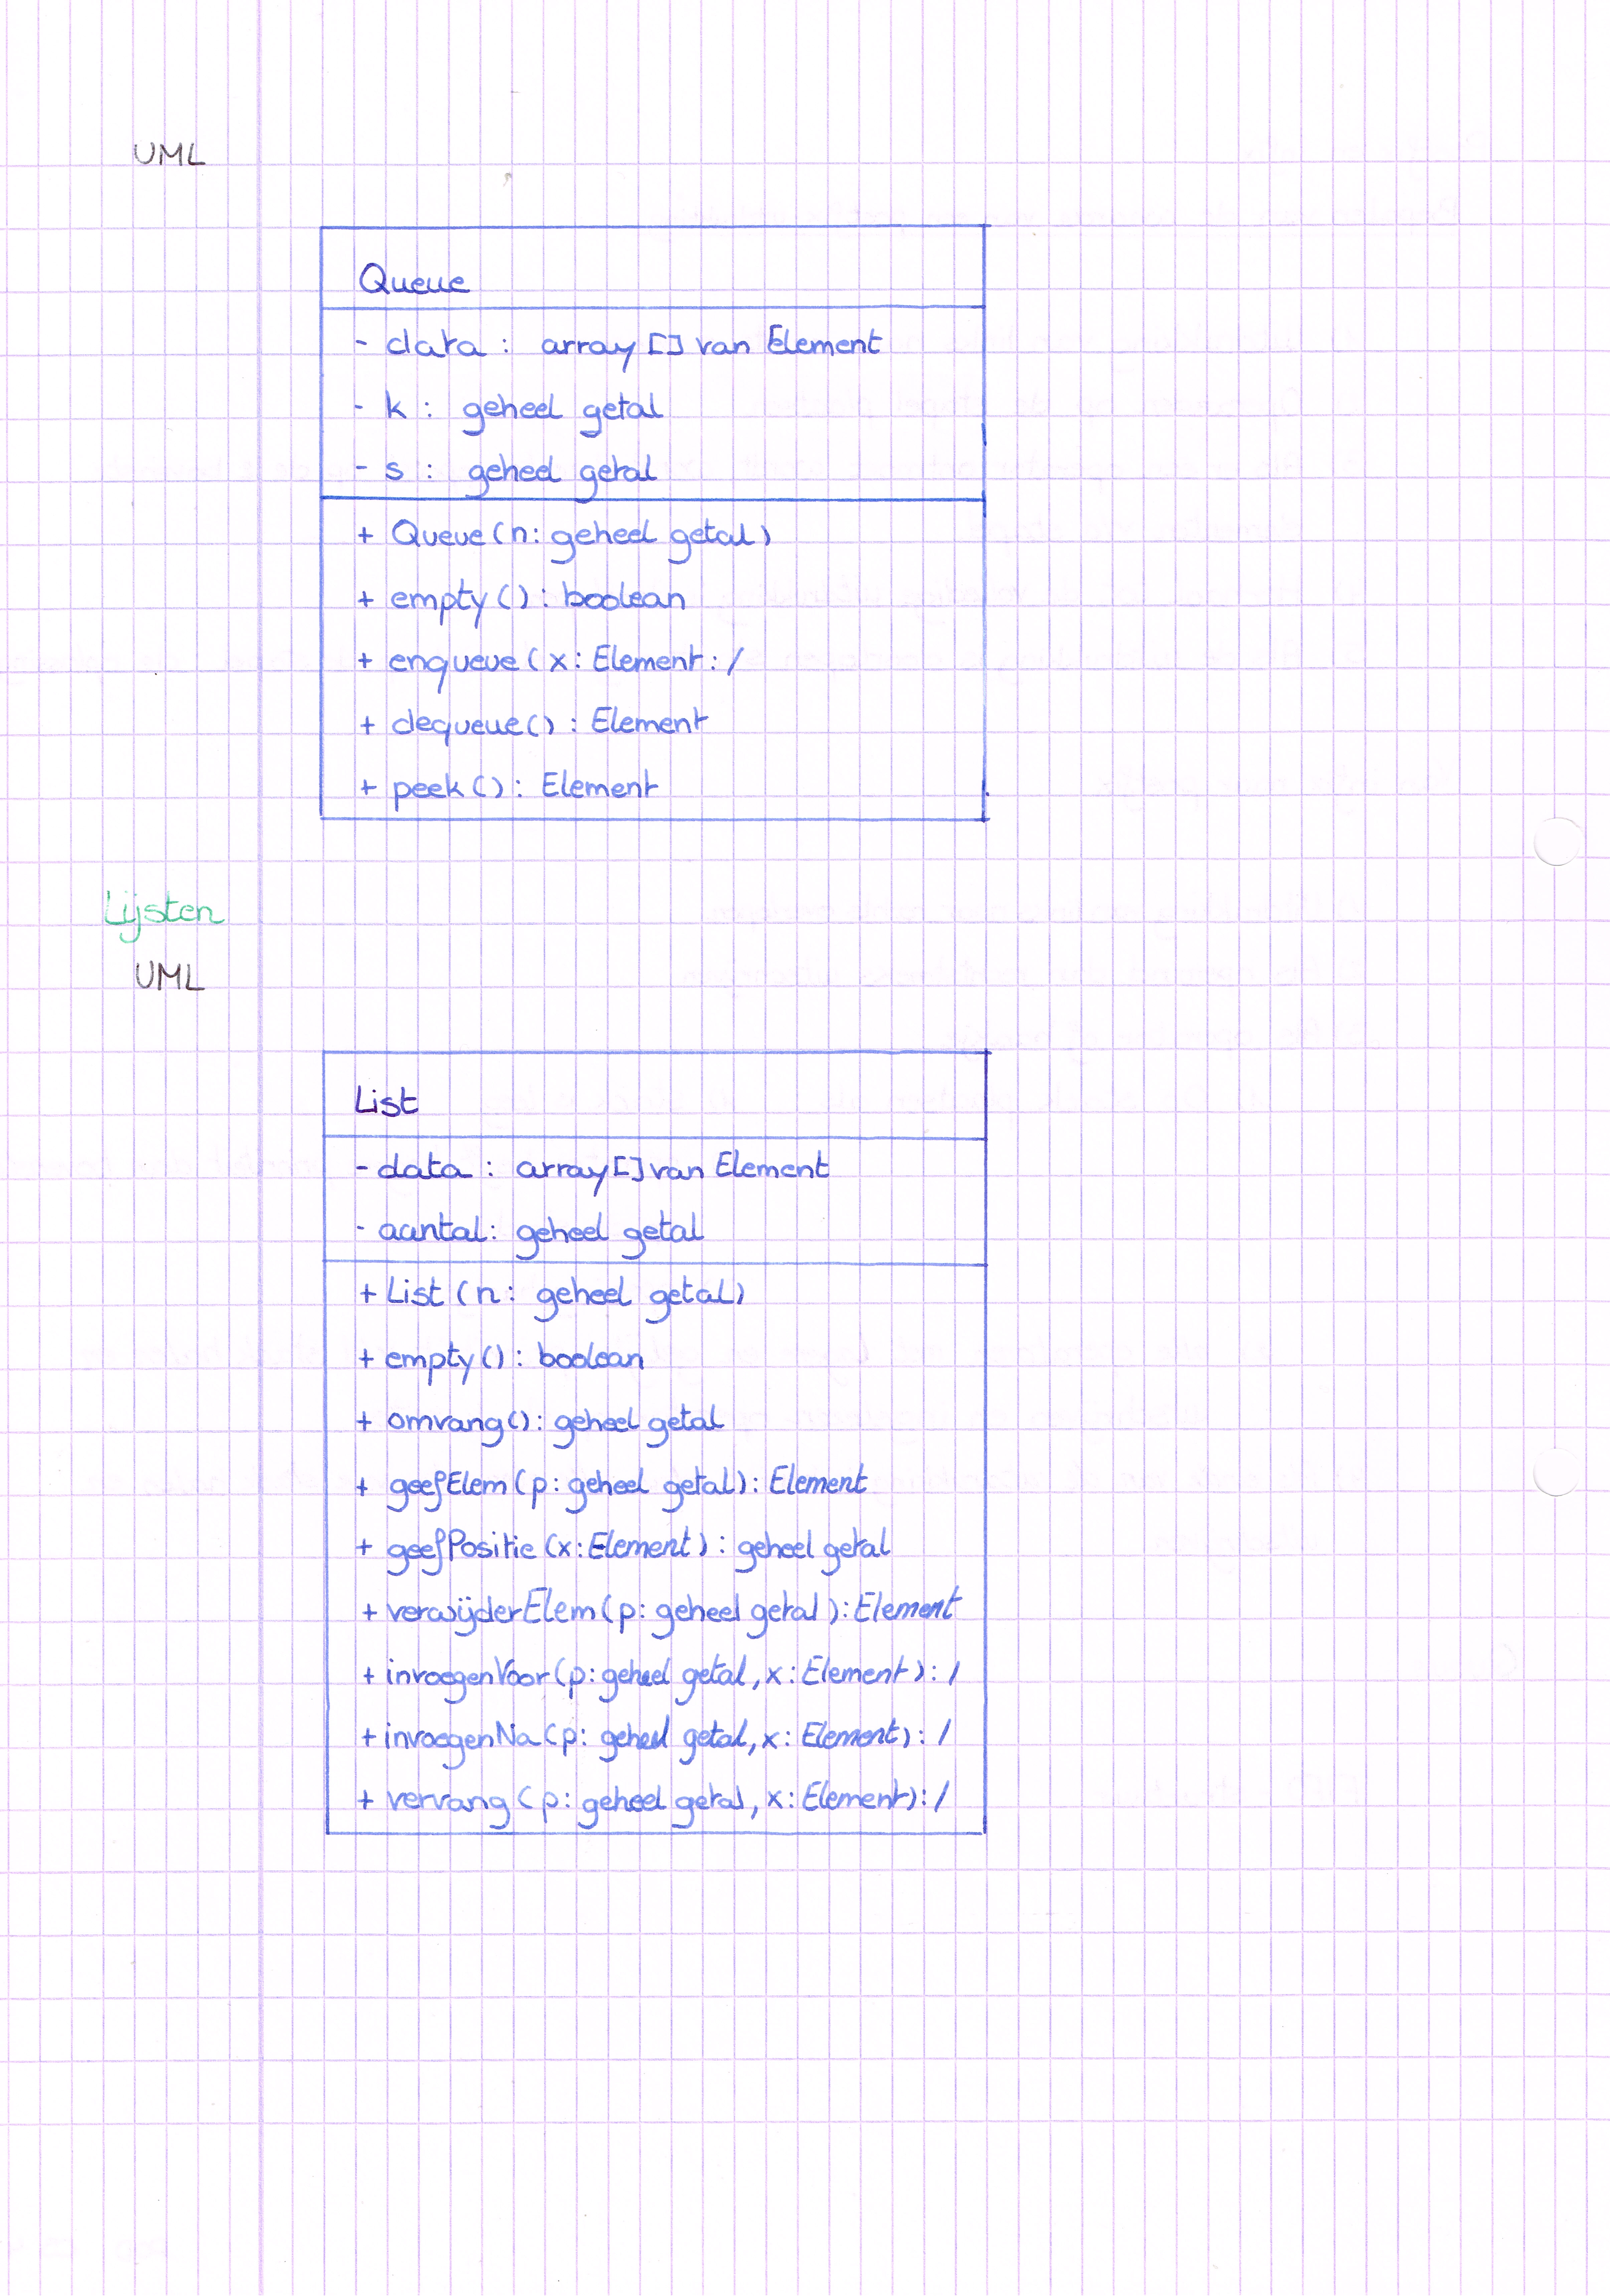 UML
Queue
- data : array [] van Element
- k : geheel getal
- s : geheel getal
+ Queue (n: geheel getal)
+ empty () : boolean
+ enqueue ( x : Element : /
+ dequeue () : Element
+ peek () : Element
Lijsten
UML
List
- data : array [] van Element
- aantal : geheel getal
+ List (n : geheel getal)
+ empty () : boolean
+ omvang () : geheel getal
+ geefElem (p : geheel getal) : Element
+ geefPositie (x : Element) : geheel getal
+ verwijderElem (p : geheel getal) : Element
+ invoegenVoor (p : geheel getal, x : Element) : /
+ invoegenNa (p : geheel getal, x : Element) : /
+ vervang (p : geheel getal, x : Element) : /